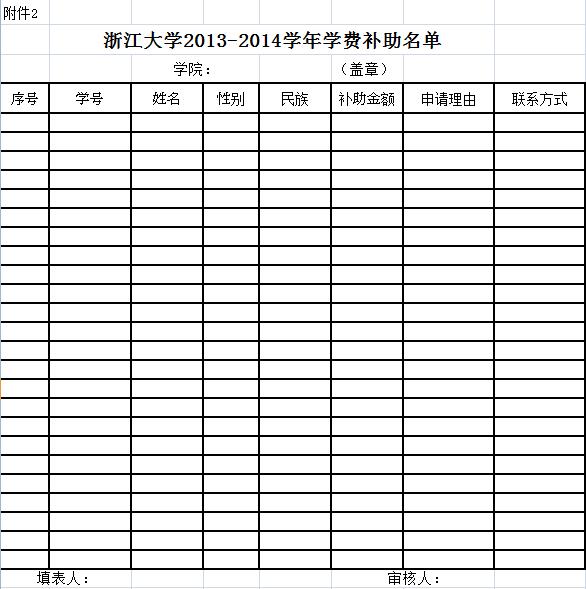 附件2
浙江大学2013-2014学年学费补助名单
学院： （盖章）
序号 学号 姓名 性别 民族 补助金额 申请理由 联系方式
填表人： 审核人：